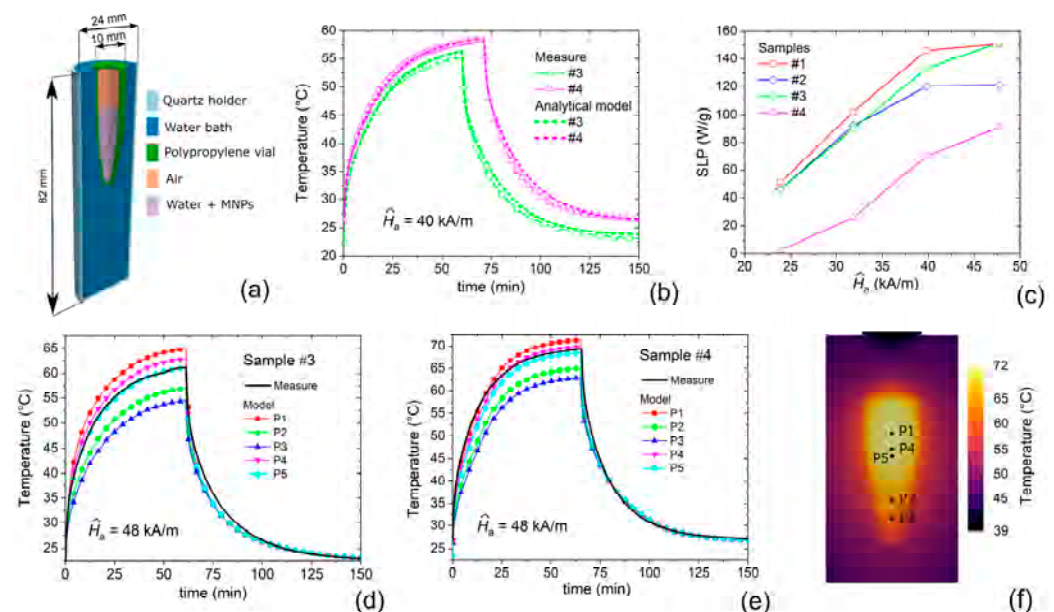 24 mm
10 mm
82 mm
Quartz holder
Water bath
Polypropylene vial
Air
Water + MNPs
(a)
60
55
50
45
40
35
30
25
20
Temperature (°C)
Measure
#3
#4
Analytical model
#3
#4
Ĥa = 40 kA/m
0 25 50 75 100 125 150
time (min)
(b)
160
140
120
100
80
60
40
20
0
SLP (W/g)
Samples
#1
#2
#3
#4
20 25 30 35 40 45 50
Ĥa (kA/m)
(c)
65
60
55
50
45
40
35
30
25
Temperature (°C)
Sample #3
Measure
Model
P1
P2
P3
P4
P5
Ĥa = 48 kA/m
0 25 50 75 100 125 150
time (min)
(d)
70
65
60
55
50
45
40
35
30
25
Temperature (°C)
Sample #4
Measure
Model
P1
P2
P3
P4
P5
Ĥa = 48 kA/m
0 25 50 75 100 125 150
time (min)
(e)
P1
P4
P5
72
65
59
52
45
39
Temperature (°C)
(f)